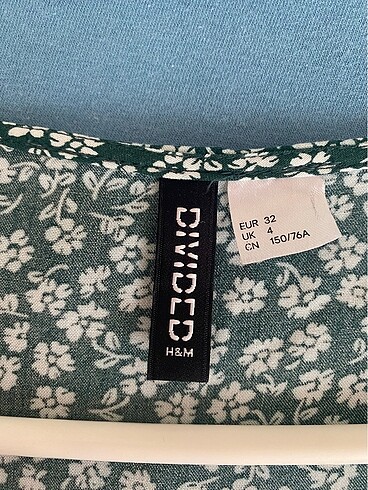 DIVIDED
H&M
EUR 32
UK 4
CN 150/76A